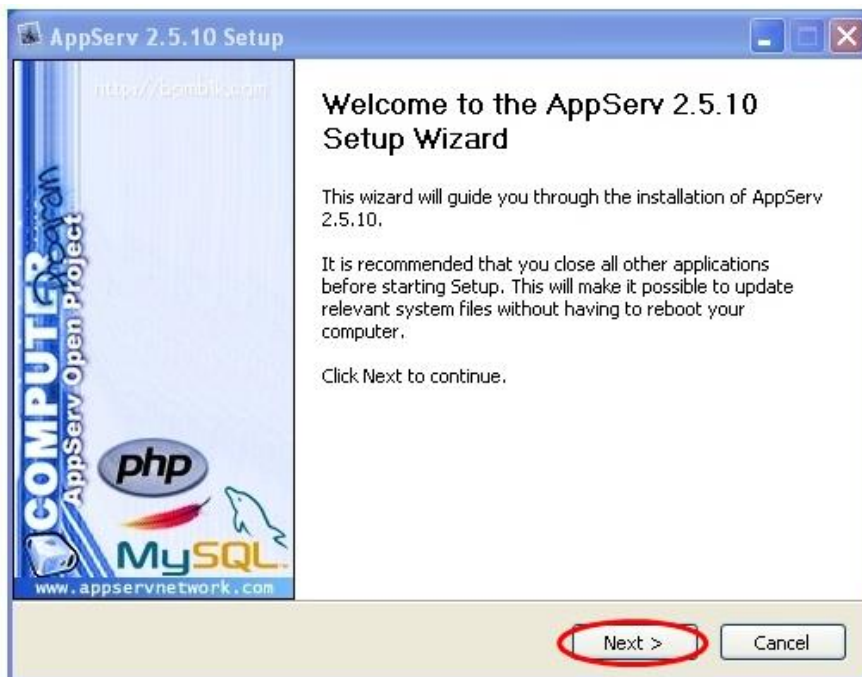 AppServ 2.5.10 Setup
Welcome to the AppServ 2.5.10
Setup Wizard
This wizard will guide you through the installation of AppServ
2.5.10.
It is recommended that you close all other applications
before starting Setup. This will make it possible to update
relevant system files without having to reboot your
computer.
Click Next to continue.
COMPUTER
program
AppServ Open Project
php
MySQL
www.appservnetwork.com
Next >
Cancel